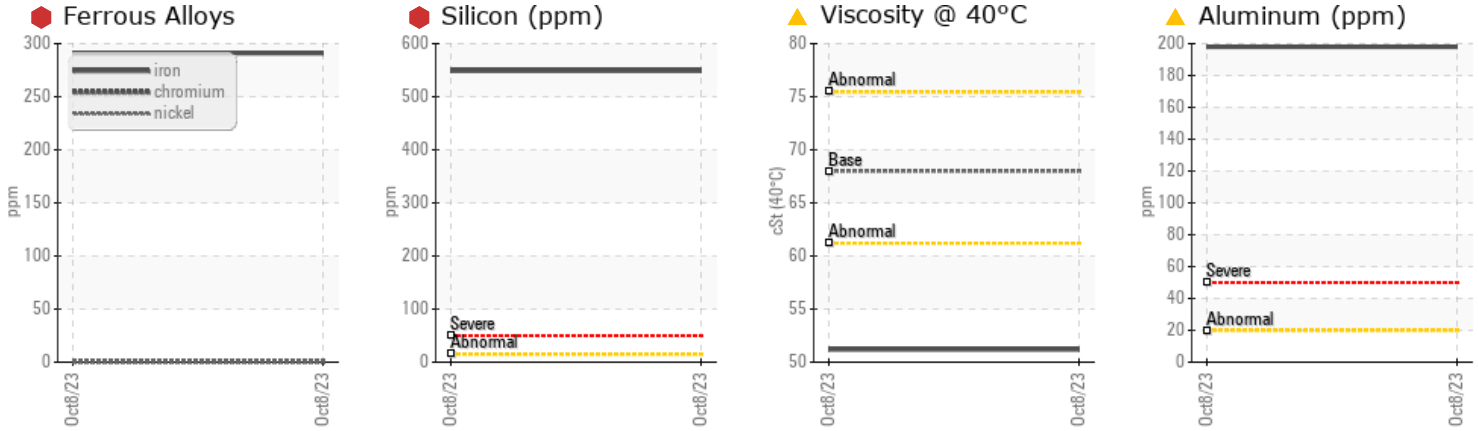 Ferrous Alloys
300
250
200
150
100
50
0
ppm
iron
chromium
nickel
Oct8/23
Oct8/23
Silicon (ppm)
600
500
400
300
200
100
0
ppm
Severe
Abnormal
Oct8/23
Oct8/23
Viscosity @ 40°C
80
75
70
65
60
55
50
cSt (40°C)
Abnormal
Base
Abnormal
Oct8/23
Oct8/23
Aluminum (ppm)
200
180
160
140
120
100
80
60
40
20
0
ppm
Severe
Abnormal
Oct8/23
Oct8/23